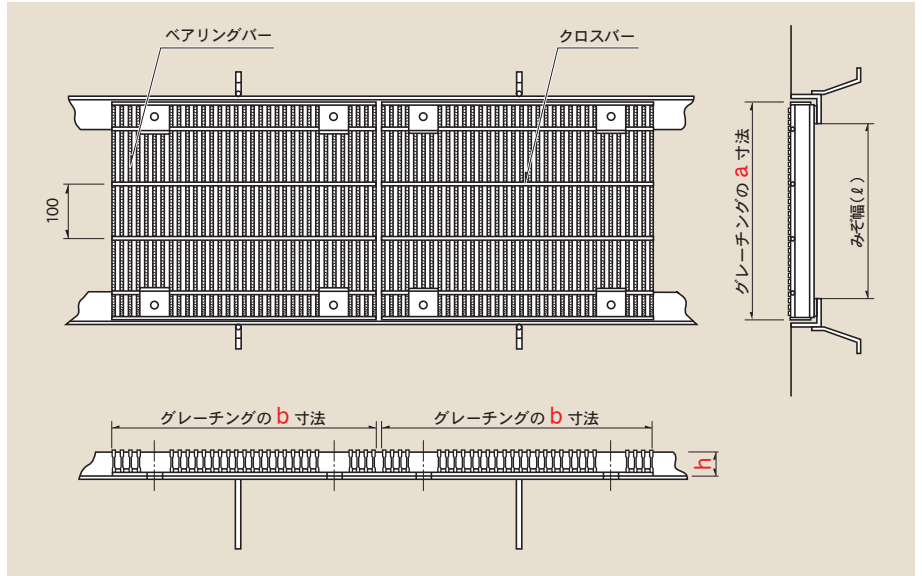 ベアリングバー
クロスバー
100
グレーチングの a 寸法
みぞ幅(ℓ)
グレーチングの b 寸法
グレーチングの b 寸法
h